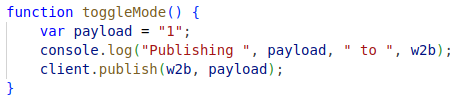 function toggleMode() {
    var payload = "1";
    console.log("Publishing ", payload, " to ", w2b);
    client.publish(w2b, payload);
}